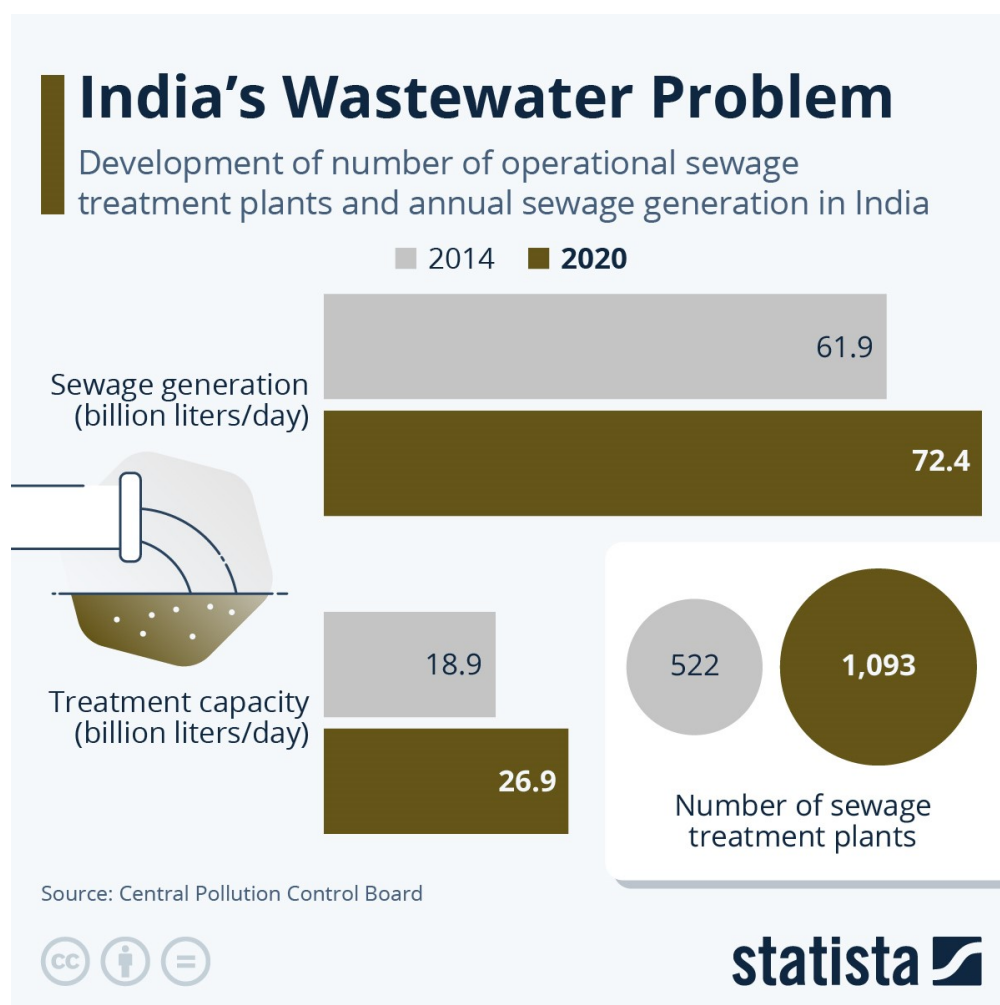 India's Wastewater Problem
Development of number of operational sewage
treatment plants and annual sewage generation in India
2014 2020
61.9
Sewage generation
(billion liters/day)
72.4
18.9
Treatment capacity
(billion liters/day)
26.9
522 1,093
Number of sewage
treatment plants
Source: Central Pollution Control Board
cc
statista